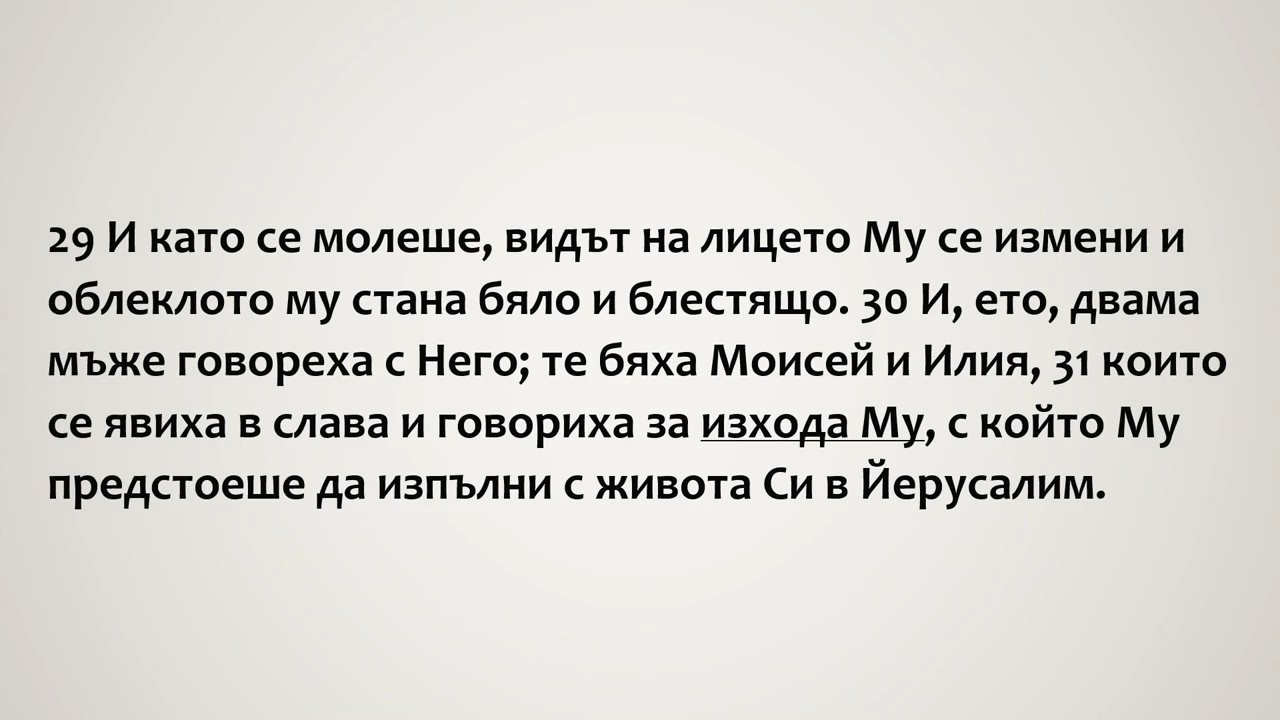 29 И като се молеше, видът на лицето Му се измени и
облеклото му стана бяло и блестящо. 30 И, ето, двама
мъже говореха с Него; те бяха Моисей и Илия, 31 които
се явиха в слава и говориха за изхода Му, с който Му
предстоеше да изпълни с живота Си в Йерусалим.